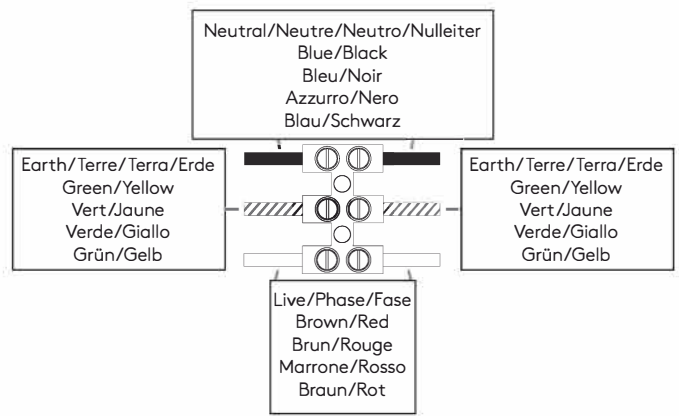 Neutral/Neutre/Neutro/Nulleiter
Blue/Black
Bleu/Noir
Azzurro/Nero
Blau/Schwarz
Earth/Terre/Terra/Erde
Green/Yellow
Vert/Jaune
Verde/Giallo
Grün/Gelb
Earth/Terre/Terra/Erde
Green/Yellow
Vert/Jaune
Verde/Giallo
Grün/Gelb
Live/Phase/Fase
Brown/Red
Brun/Rouge
Marrone/Rosso
Braun/Rot